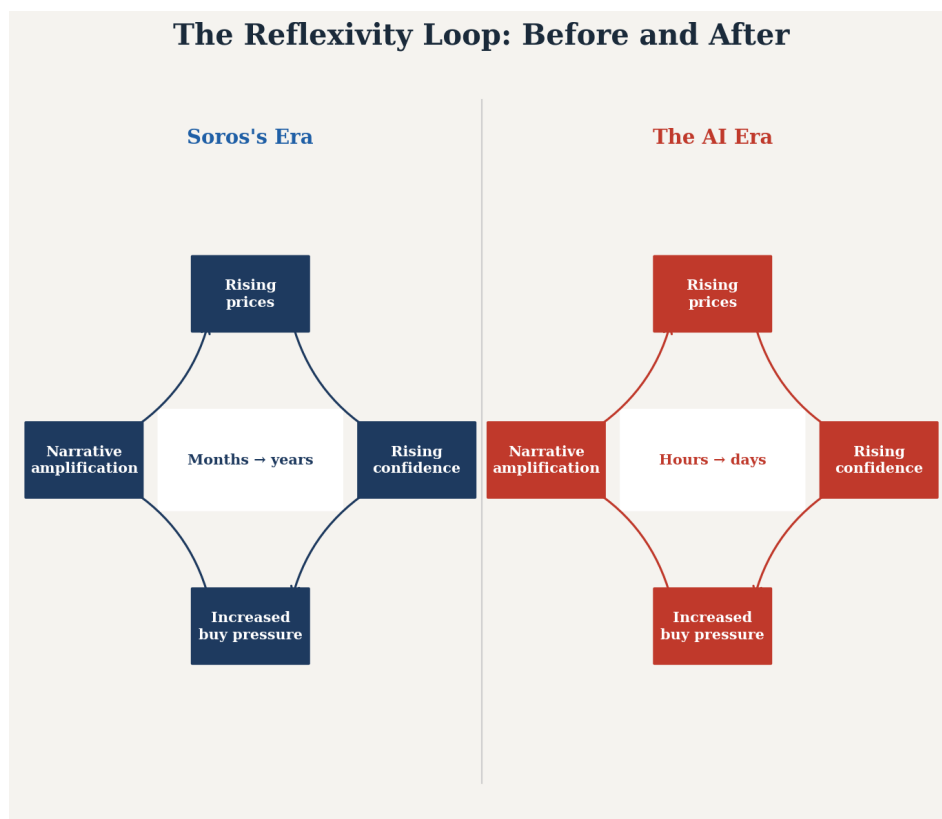 The Reflexivity Loop: Before and After
Soros's Era
Rising
prices
Narrative
amplification
Months → years
Rising
confidence
Increased
buy pressure
The AI Era
Rising
prices
Narrative
amplification
Hours → days
Rising
confidence
Increased
buy pressure